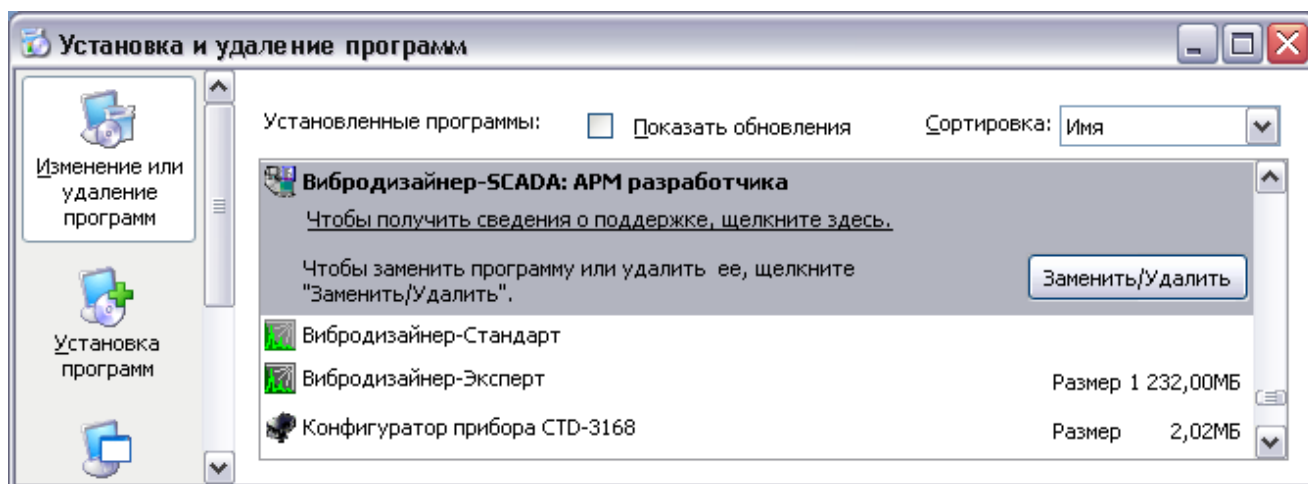 Установка и удаление программ
Изменение или
удаление
программ
Установка
программ
Установленные программы:
Показать обновления
Сортировка: Имя
Вибродизайнер-SCADA: АРМ разработчика
Чтобы получить сведения о поддержке, щелкните здесь.
Чтобы заменить программу или удалить ее, щелкните
"Заменить/Удалить".
Заменить/Удалить
Вибродизайнер-Стандарт
Вибродизайнер-Эксперт Размер 1 232,00МБ
Конфигуратор прибора CTD-3168 Размер 2,02МБ